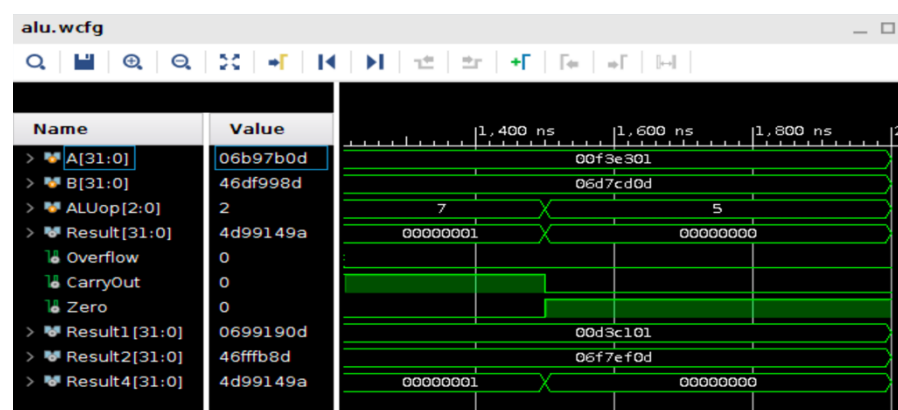 alu.wcfg
Name Value 1,400 ns 1,600 ns 1,800 ns
A[31:0] 06b97b0d 00f3e301
B[31:0] 46df998d 06d7cd0d
ALUop[2:0] 2 7 5
Result[31:0] 4d99149a 00000001 00000000
Overflow 0
CarryOut 0
Zero 0
Result1[31:0] 0699190d 00d3c101
Result2[31:0] 46fffb8d 06f7ef0d
Result4[31:0] 4d99149a 00000001 00000000